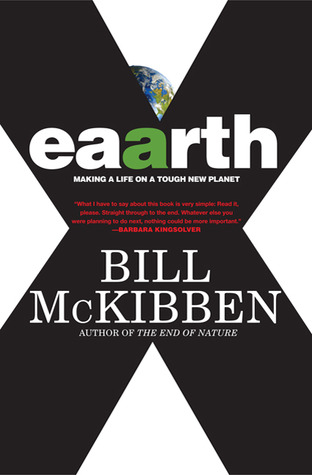 eaarth
MAKING A LIFE ON A TOUGH NEW PLANET
"What I have to say about this book is very simple: Read it,
please. Straight through to the end. Whatever else you
were planning to do next, nothing could be more important."
—BARBARA KINGSOLVER
BILL
McKIBBEN
AUTHOR OF THE END OF NATURE